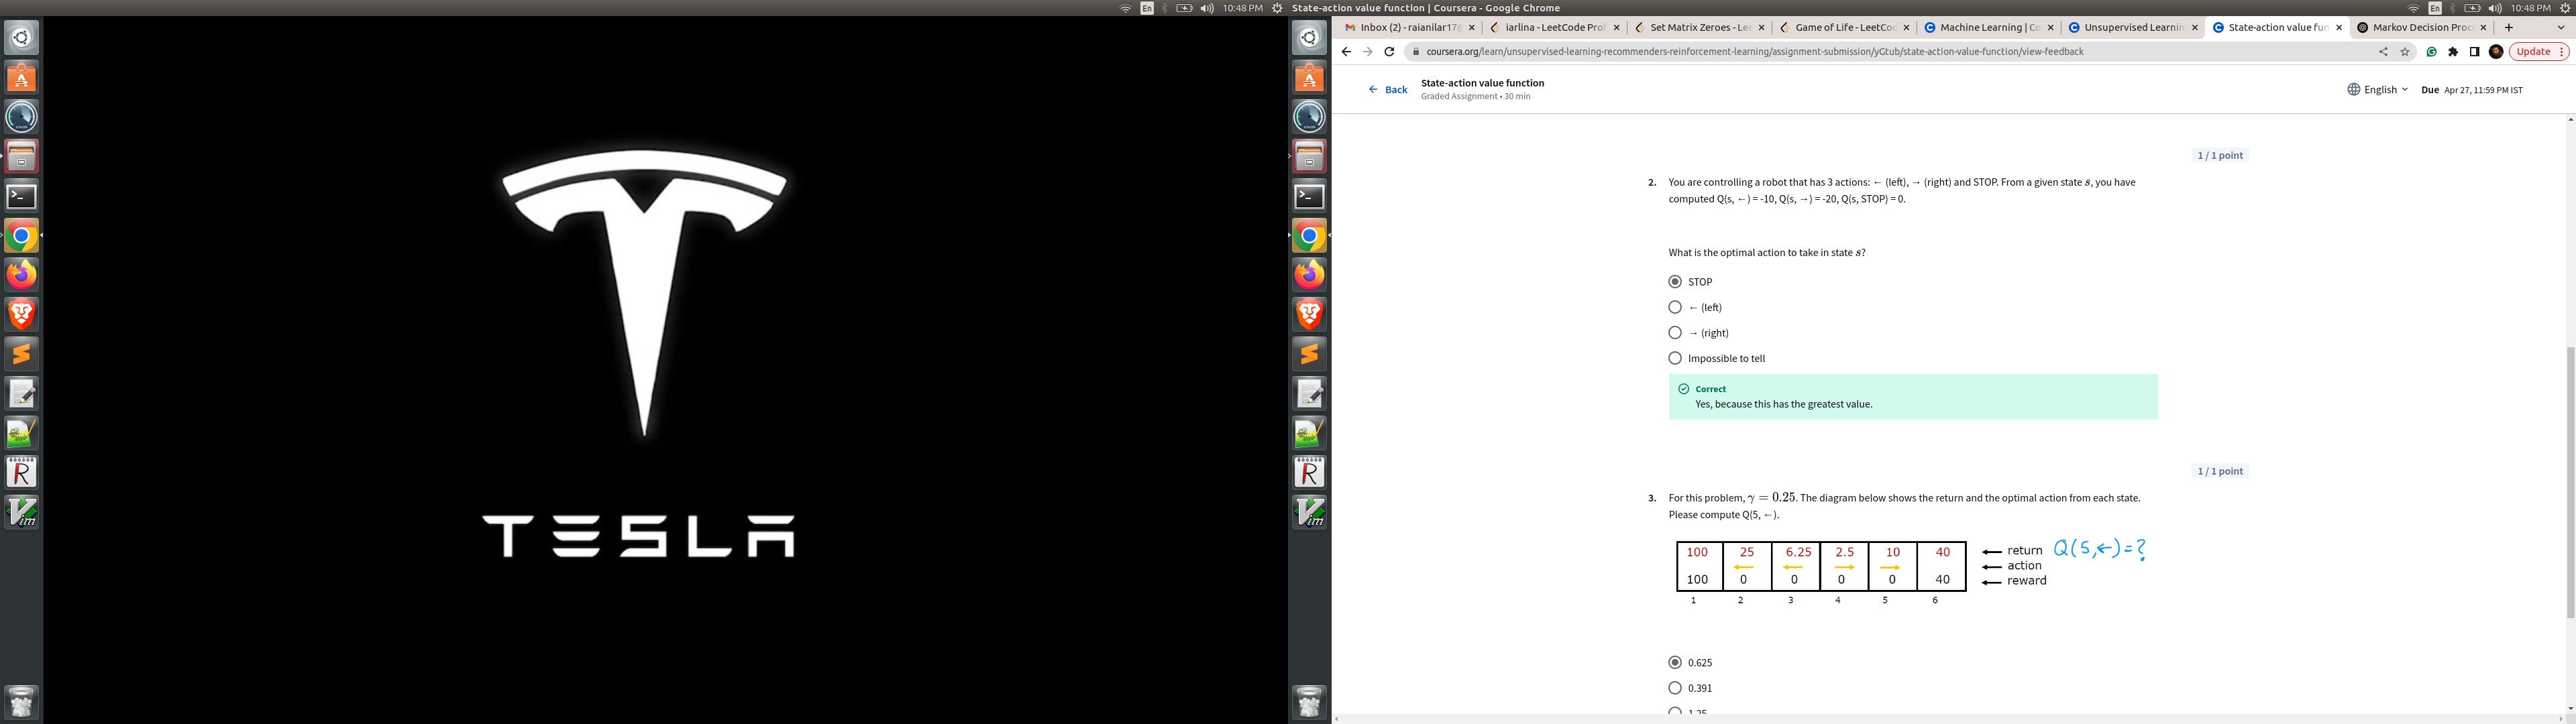 En
10:48 PM
TESLA
State-action value function | Coursera - Google Chrome
En
10:48 PM
Inbox (2) - raianilar17@
iarlina - LeetCode Prof
Set Matrix Zeroes - Lee
Game of Life - LeetCod
Machine Learning | Co
Unsupervised Learnin
State-action value fun
Markov Decision Proc
coursera.org/learn/unsupervised-learning-recommenders-reinforcement-learning/assignment-submission/yGtub/state-action-value-function/view-feedback
Update
Back
State-action value function
Graded Assignment • 30 min
English
Due Apr 27, 11:59 PM IST
1 / 1 point
2. You are controlling a robot that has 3 actions: ← (left), → (right) and STOP. From a given state s, you have
computed Q(s, ←) = -10, Q(s, →) = -20, Q(s, STOP) = 0.
What is the optimal action to take in state s?
STOP
← (left)
→ (right)
Impossible to tell
Correct
Yes, because this has the greatest value.
1 / 1 point
3. For this problem, γ = 0.25. The diagram below shows the return and the optimal action from each state.
Please compute Q(5, ←).
100 25 6.25 2.5 10 40 ← return Q(5,←)=?
← ← → → ← action
100 0 0 0 0 40 ← reward
1 2 3 4 5 6
0.625
0.391
1.25